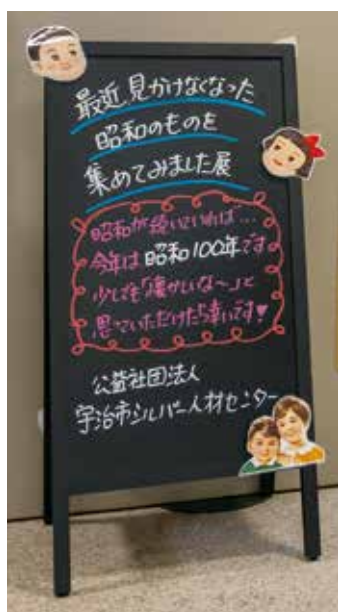 最近見かけなくなった
昭和のものを
集めてみました展
昭和が続いていれば…
今年は昭和100年です
少しでも「懐かしいな〜」と
思っていただけたら幸いです♥
公益社団法人
宇治市シルバー人材センター